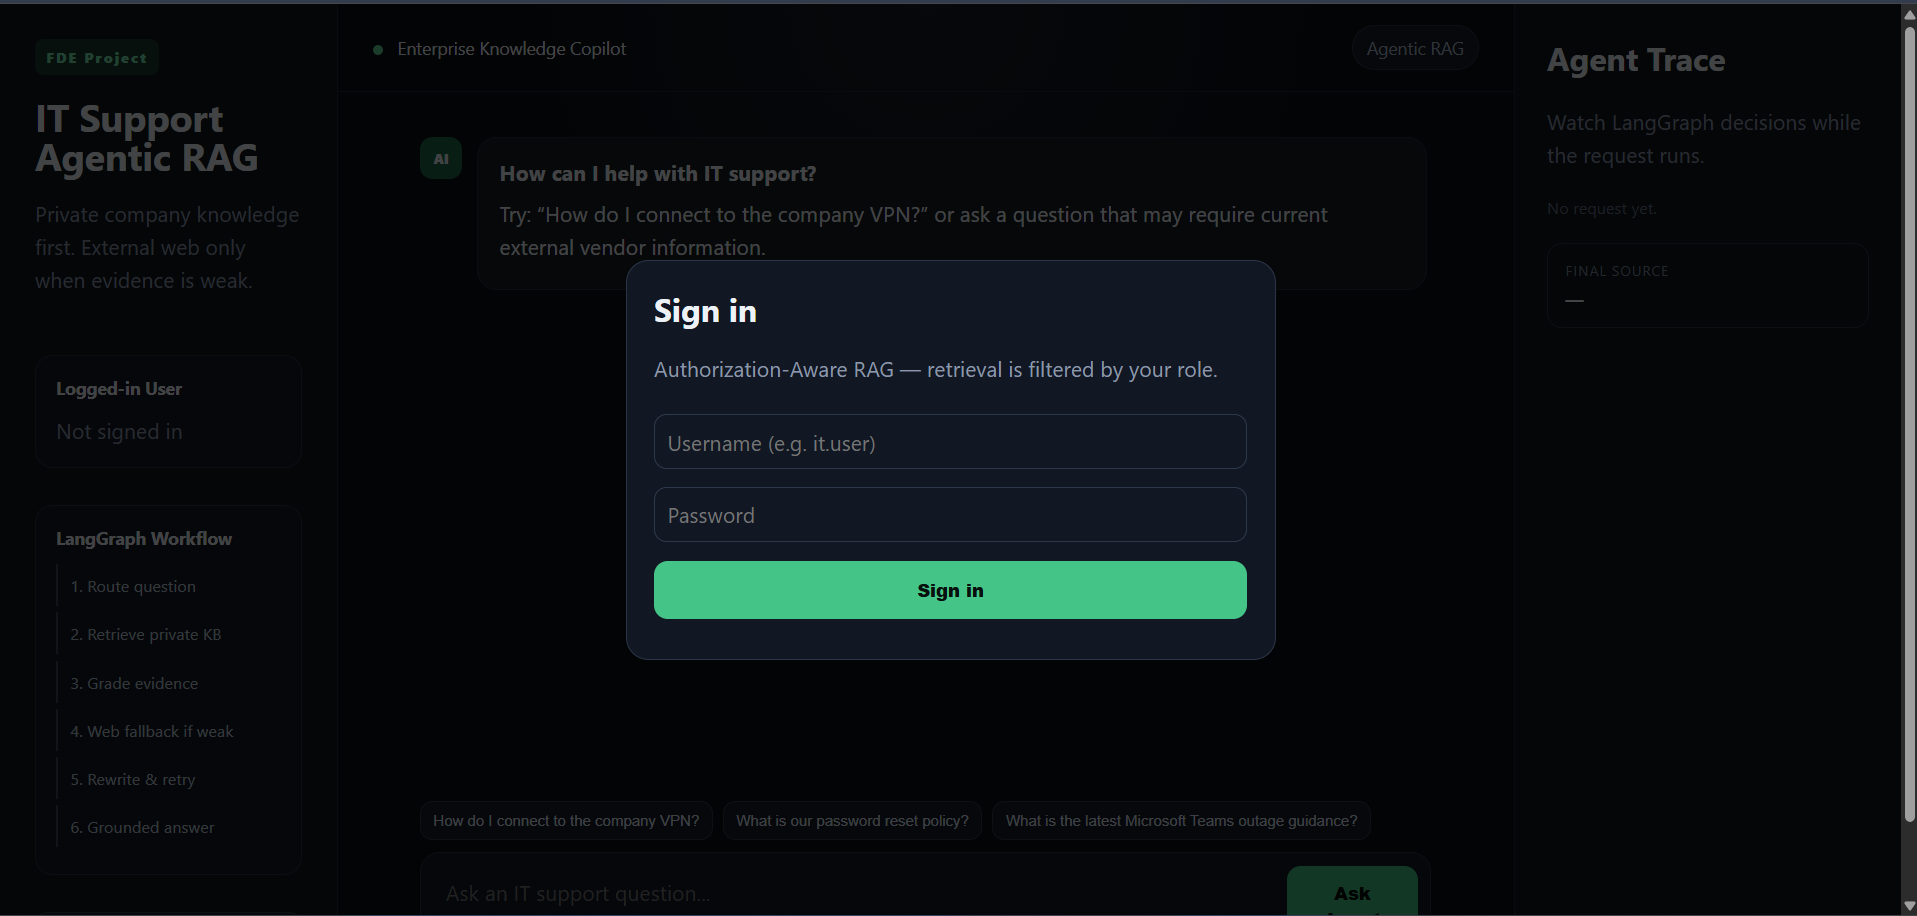 FDE Project
IT Support
Agentic RAG
Private company knowledge
first. External web only
when evidence is weak.
Logged-in User
Not signed in
LangGraph Workflow
1. Route question
2. Retrieve private KB
3. Grade evidence
4. Web fallback if weak
5. Rewrite & retry
6. Grounded answer
Enterprise Knowledge Copilot
Agentic RAG
AI
How can I help with IT support?
Try: “How do I connect to the company VPN?” or ask a question that may require current
external vendor information.
Sign in
Authorization-Aware RAG — retrieval is filtered by your role.
Username (e.g. it.user)
Password
Sign in
How do I connect to the company VPN?
What is our password reset policy?
What is the latest Microsoft Teams outage guidance?
Ask an IT support question...
Ask
Agent Trace
Watch LangGraph decisions while
the request runs.
No request yet.
FINAL SOURCE
—